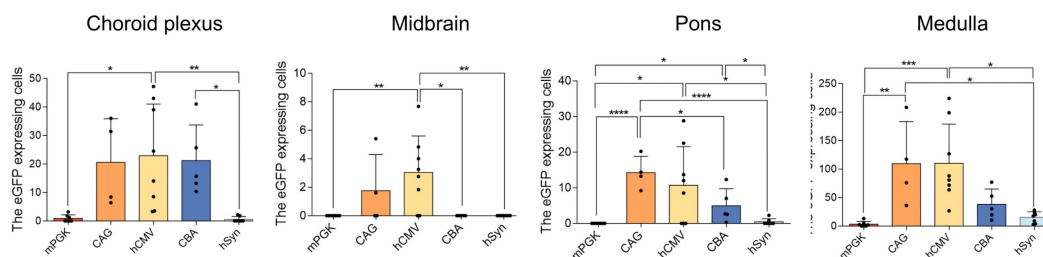 Choroid plexus
The eGFP expressing cells
50
40
30
20
10
0
* **
*
mPGK CAG hCMV CBA hSyn
Midbrain
The eGFP expressing cells
10
8
6
4
2
0
**
** *
mPGK CAG hCMV CBA hSyn
Pons
The eGFP expressing cells
40
30
20
10
0
*
* *
* *
****
**** *
mPGK CAG hCMV CBA hSyn
Medulla
expressing cells
250
200
150
100
50
0
*** *
*
**
mPGK CAG hCMV CBA hSyn